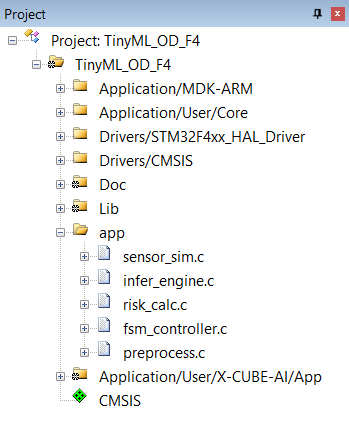 Project
Project: TinyML_OD_F4
TinyML_OD_F4
Application/MDK-ARM
Application/User/Core
Drivers/STM32F4xx_HAL_Driver
Drivers/CMSIS
Doc
Lib
app
sensor_sim.c
infer_engine.c
risk_calc.c
fsm_controller.c
preprocess.c
Application/User/X-CUBE-AI/App
CMSIS